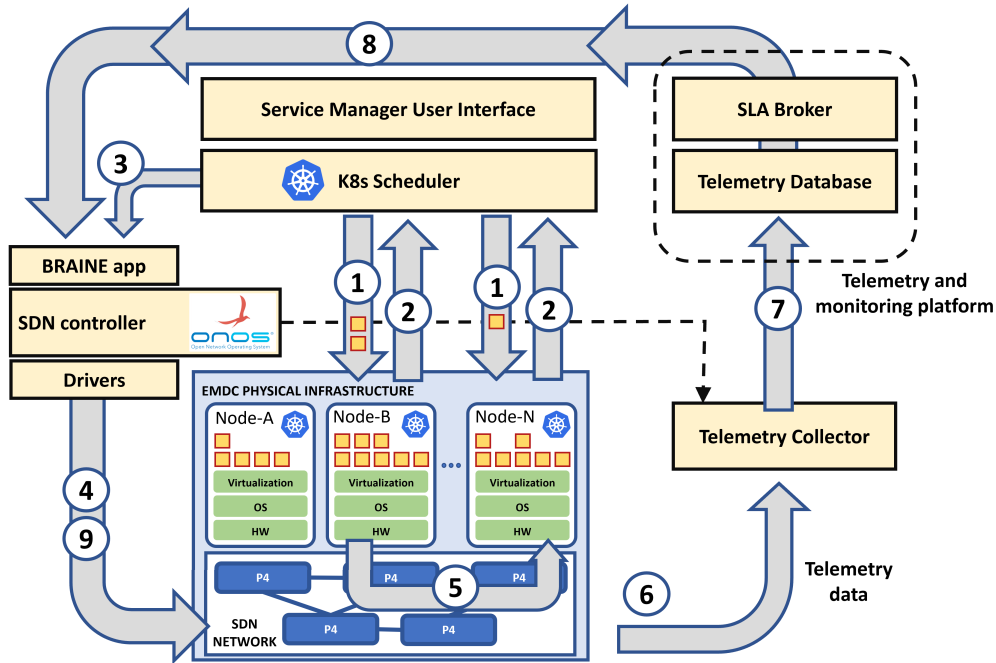 8
Service Manager User Interface
SLA Broker
3
K8s Scheduler
Telemetry Database
BRAINE app
1
2
1
2
7
Telemetry and
monitoring platform
SDN controller
onos
Open Network Operating System
Drivers
EMDC PHYSICAL INFRASTRUCTURE
Node-A
Node-B
Node-N
Telemetry Collector
Virtualization
Virtualization
Virtualization
OS
OS
OS
HW
HW
HW
4
9
P4
P4
P4
5
6
Telemetry
data
SDN
NETWORK
P4
P4